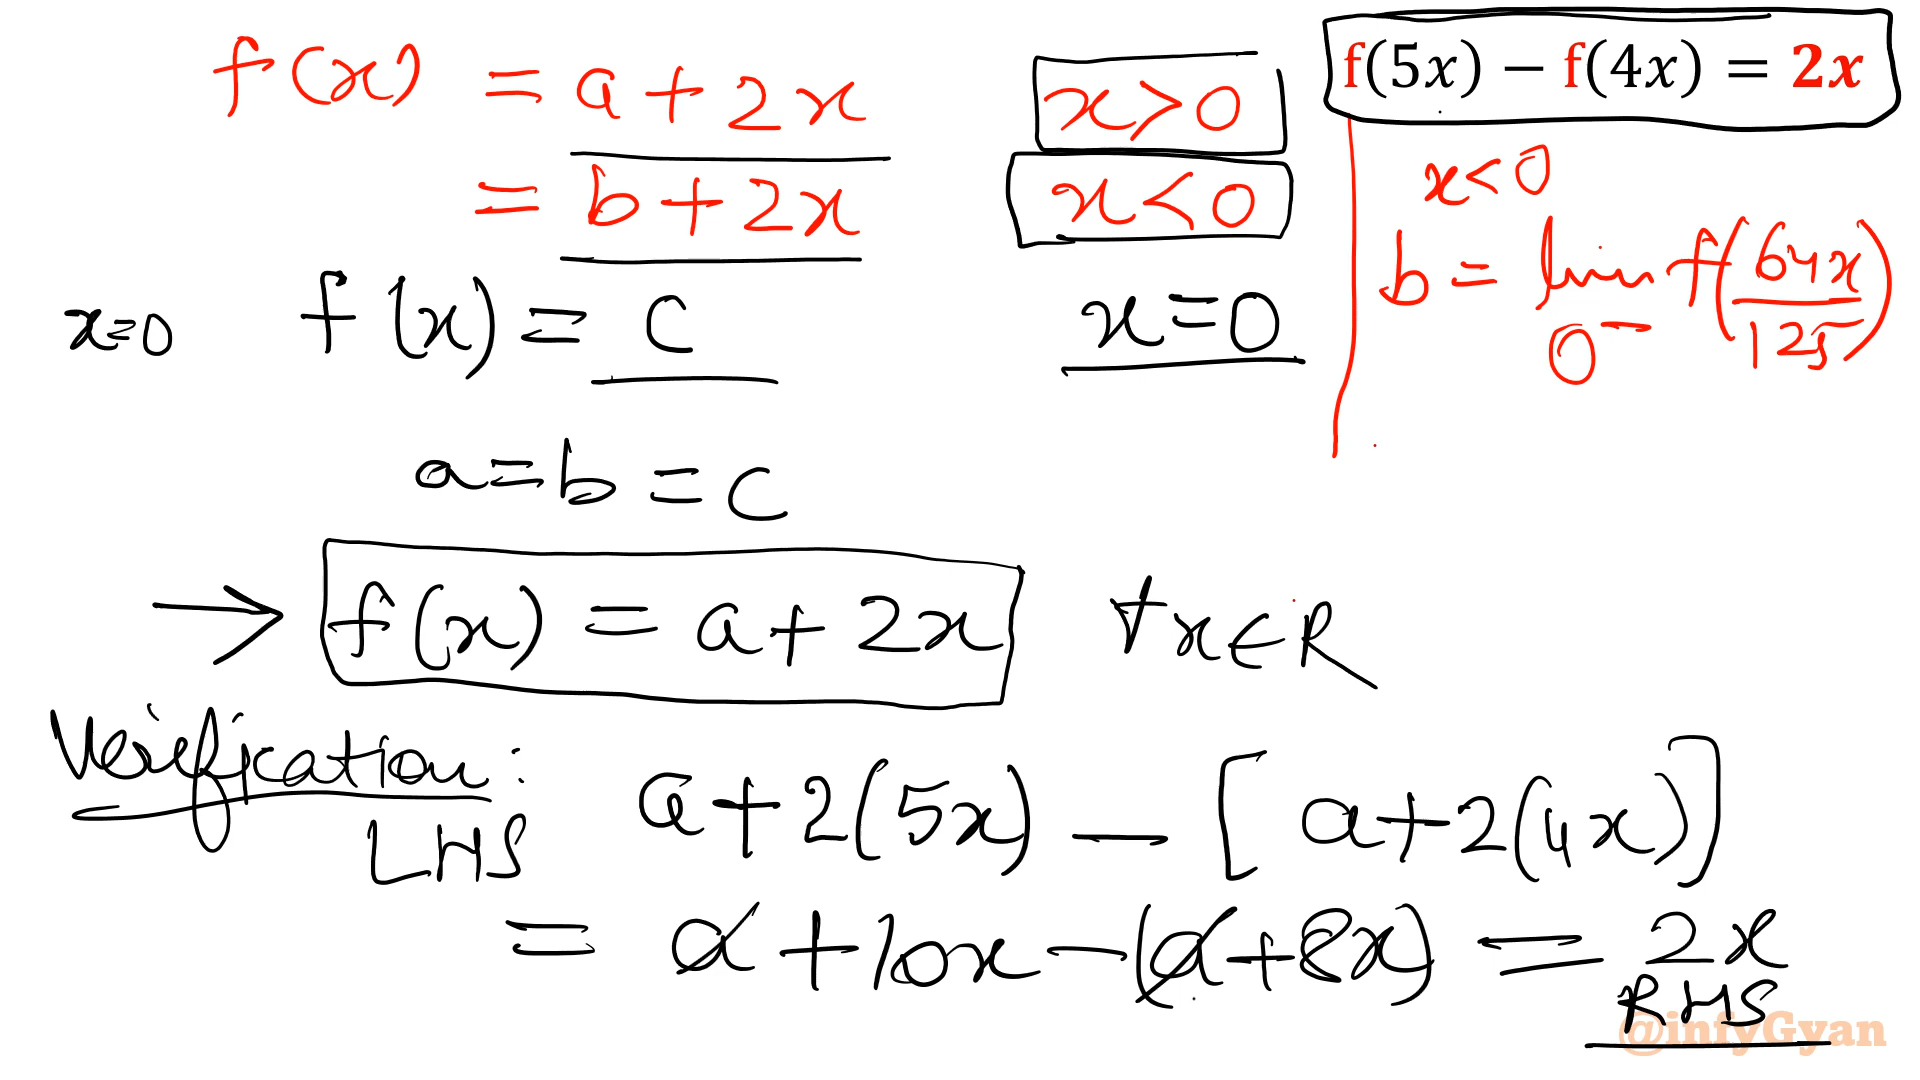 f(x) = a + 2x x > 0
= b + 2x x < 0
x = 0 f(x) = c x = 0
a = b = c
→ f(x) = a + 2x ∀ x ∈ R
Verification :
LHS a + 2(5x) − [a + 2(4x)]
= a + 10x − (a + 8x) = 2x
RHS
f(5x) − f(4x) = 2x
x < 0
b = lim f(64x/125)
0⁻
@infyGyan